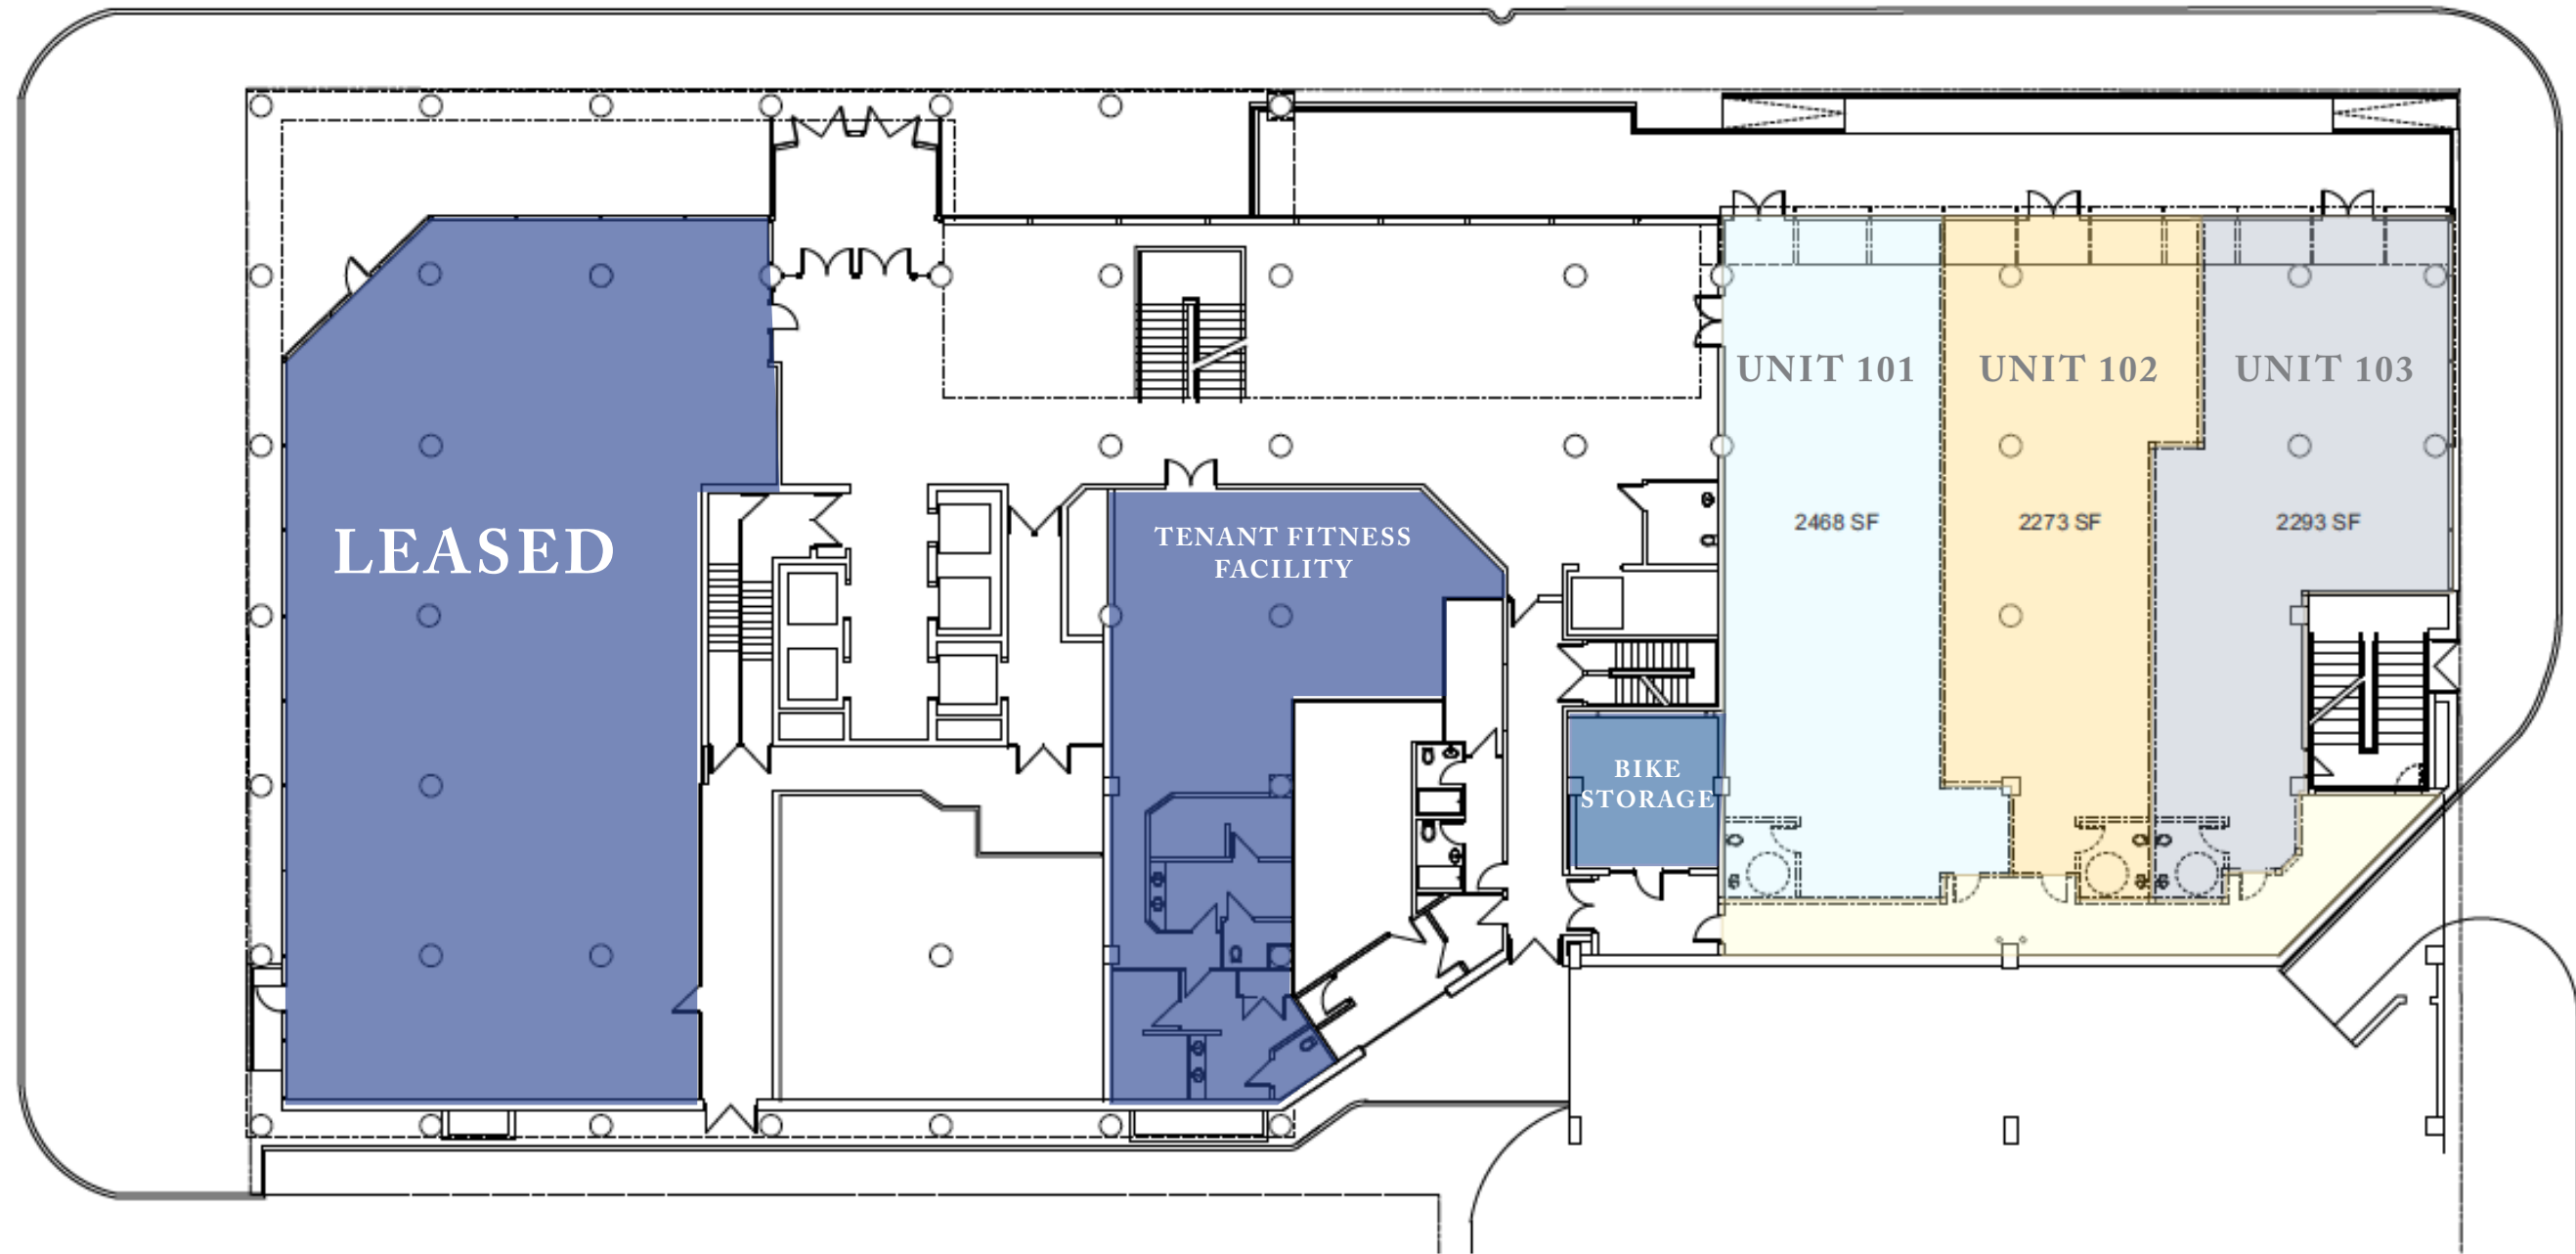 UNIT 101
UNIT 102
UNIT 103
LEASED
TENANT FITNESS
FACILITY
2468 SF
2273 SF
2293 SF
BIKE
STORAGE